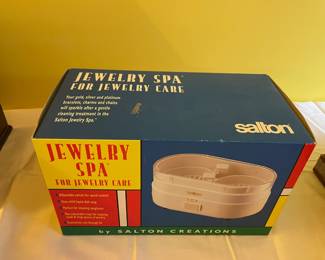 JEWELRY SPA
FOR JEWELRY CARE
Your gold, silver and platinum
bracelets, charms and chains
will sparkle after a gentle
cleaning treatment in the
Salton Jewelry Spa.
salton
JEWELRY
SPA
FOR JEWELRY CARE
by SALTON CREATIONS